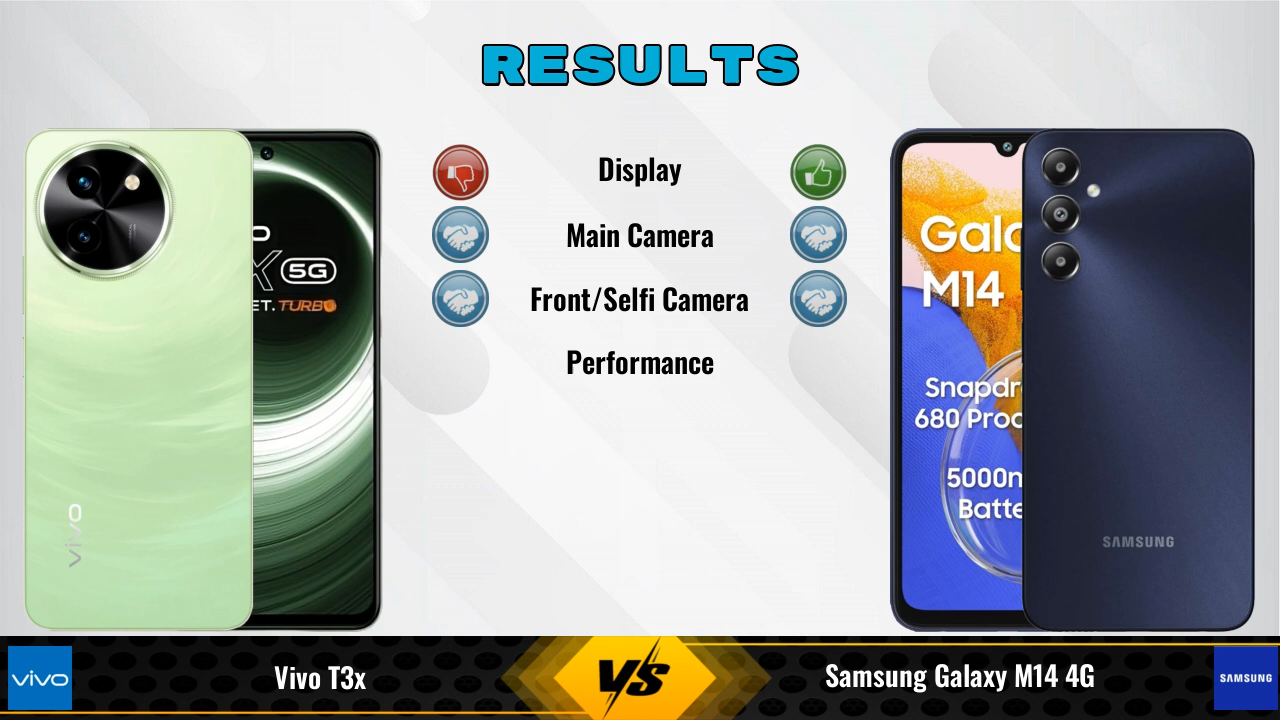 RESULTS
Display
Main Camera
Front/Selfi Camera
Performance
5G
ET.TURBO
vivo
Gala
M14
Snapdr
680 Proc
5000m
Batte
SAMSUNG
vivo
Vivo T3x
VS
Samsung Galaxy M14 4G
SAMSUNG